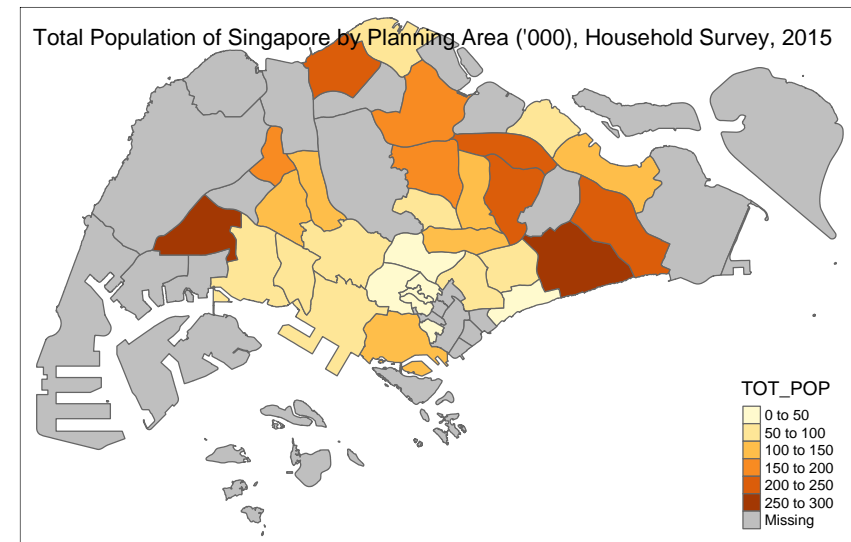 Total Population of Singapore by Planning Area ('000), Household Survey, 2015
TOT_POP
0 to 50
50 to 100
100 to 150
150 to 200
200 to 250
250 to 300
Missing